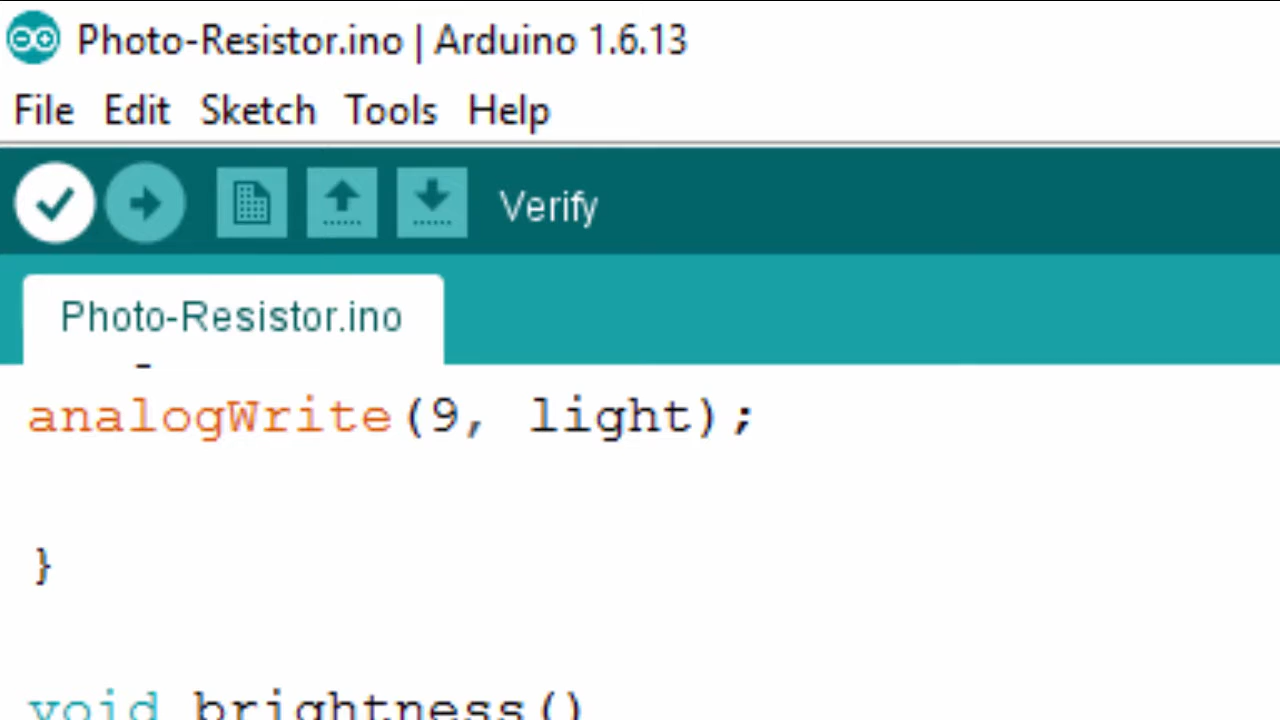 Photo-Resistor.ino | Arduino 1.6.13
File Edit Sketch Tools Help
Verify
Photo-Resistor.ino
analogWrite(9, light);
}
void brightness()